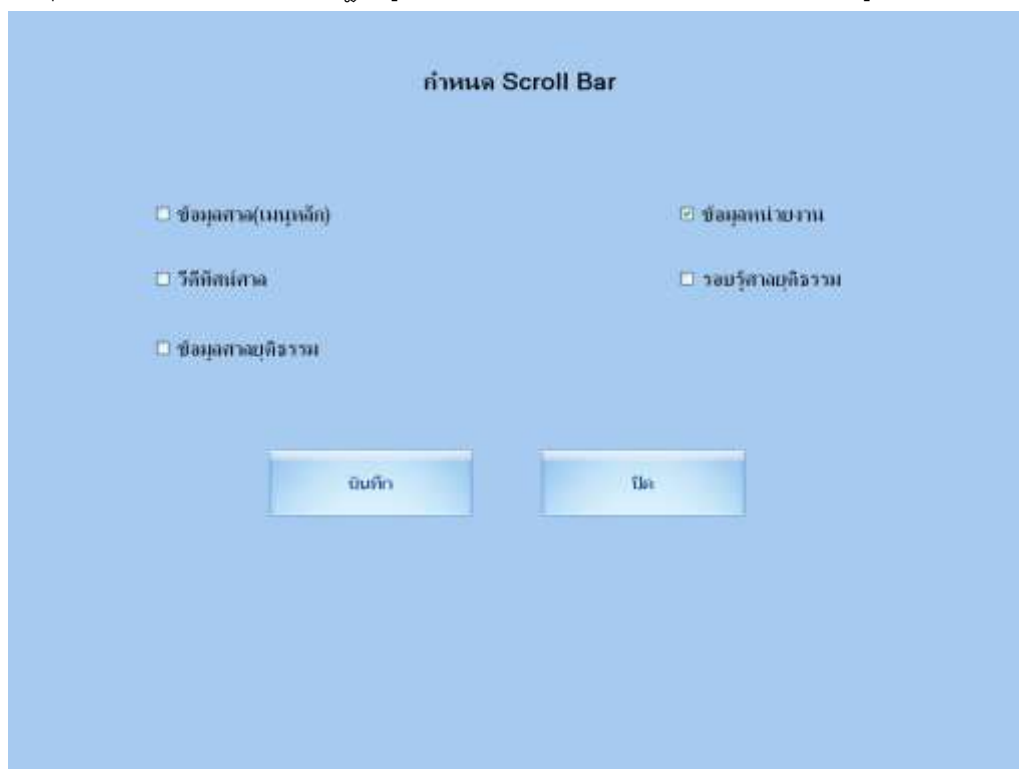 กำหนด Scroll Bar
ข้อมูลศาล(เมนูหลัก)
ข้อมูลหน่วยงาน
วีดีทัศน์ศาล
รอบรู้ศาลยุติธรรม
ข้อมูลศาลยุติธรรม
บันทึก
ปิด